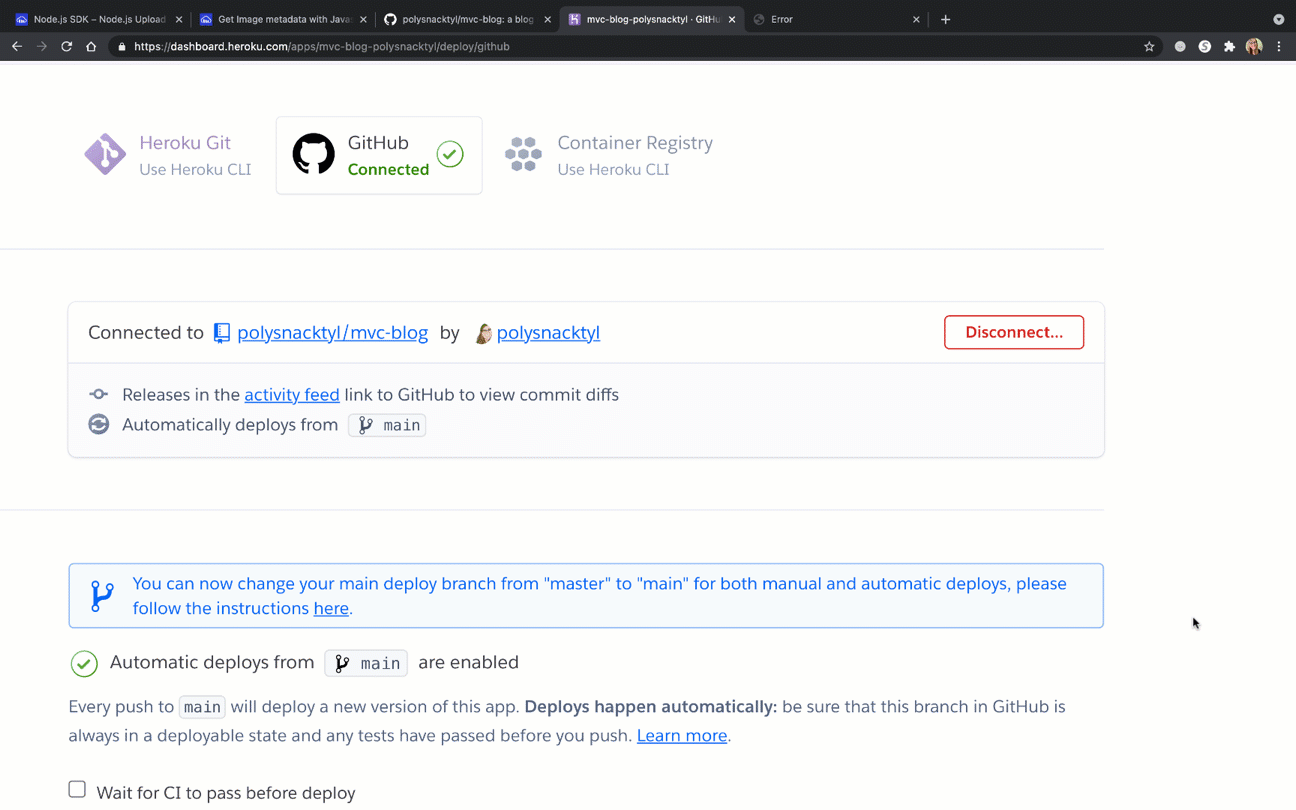 Node.js SDK – Node.js Upload
Get Image metadata with Javas
polysnacktyl/mvc-blog: a blog
mvc-blog-polysnacktyl · GitHu
Error
https://dashboard.heroku.com/apps/mvc-blog-polysnacktyl/deploy/github
Heroku Git
Use Heroku CLI
GitHub
Connected
Container Registry
Use Heroku CLI
Connected to polysnacktyl/mvc-blog by polysnacktyl
Disconnect...
Releases in the activity feed link to GitHub to view commit diffs
Automatically deploys from main
You can now change your main deploy branch from "master" to "main" for both manual and automatic deploys, please
follow the instructions here.
Automatic deploys from main are enabled
Every push to main will deploy a new version of this app. Deploys happen automatically: be sure that this branch in GitHub is
always in a deployable state and any tests have passed before you push. Learn more.
Wait for CI to pass before deploy